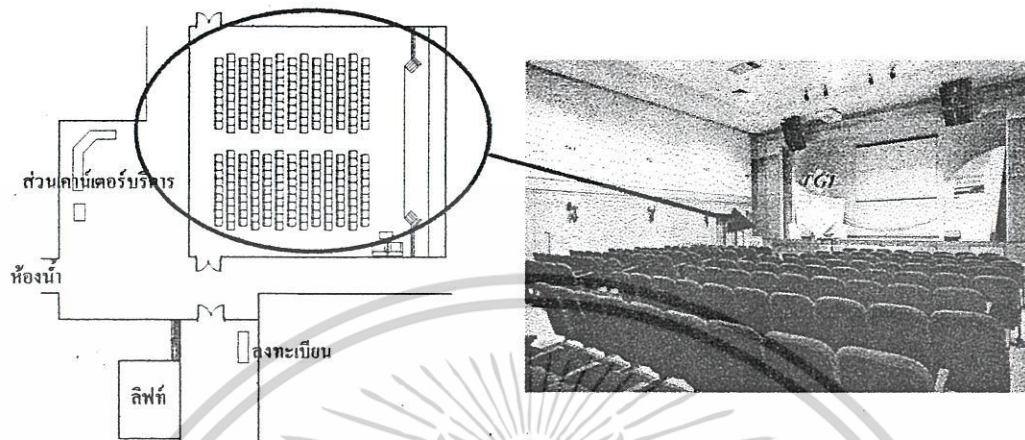 ส่วนเคาน์เตอร์บริการ
TGI
ห้องน้ำ
ลงทะเบียน
ลิฟท์